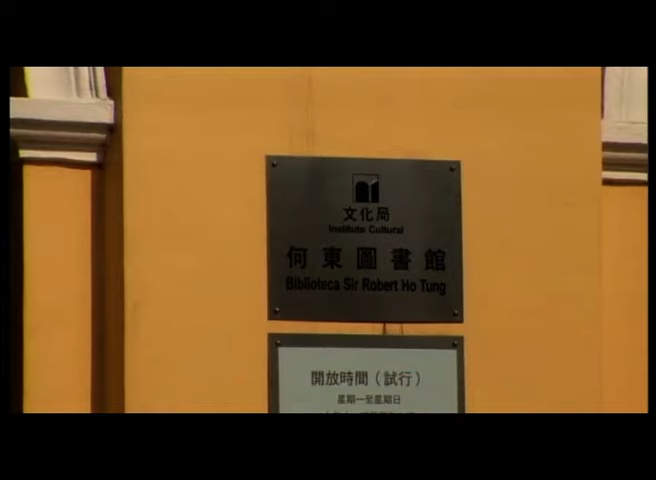 文化局
Instituto Cultural
何東圖書館
Biblioteca Sir Robert Ho Tung
開放時間（試行）
星期一至星期日